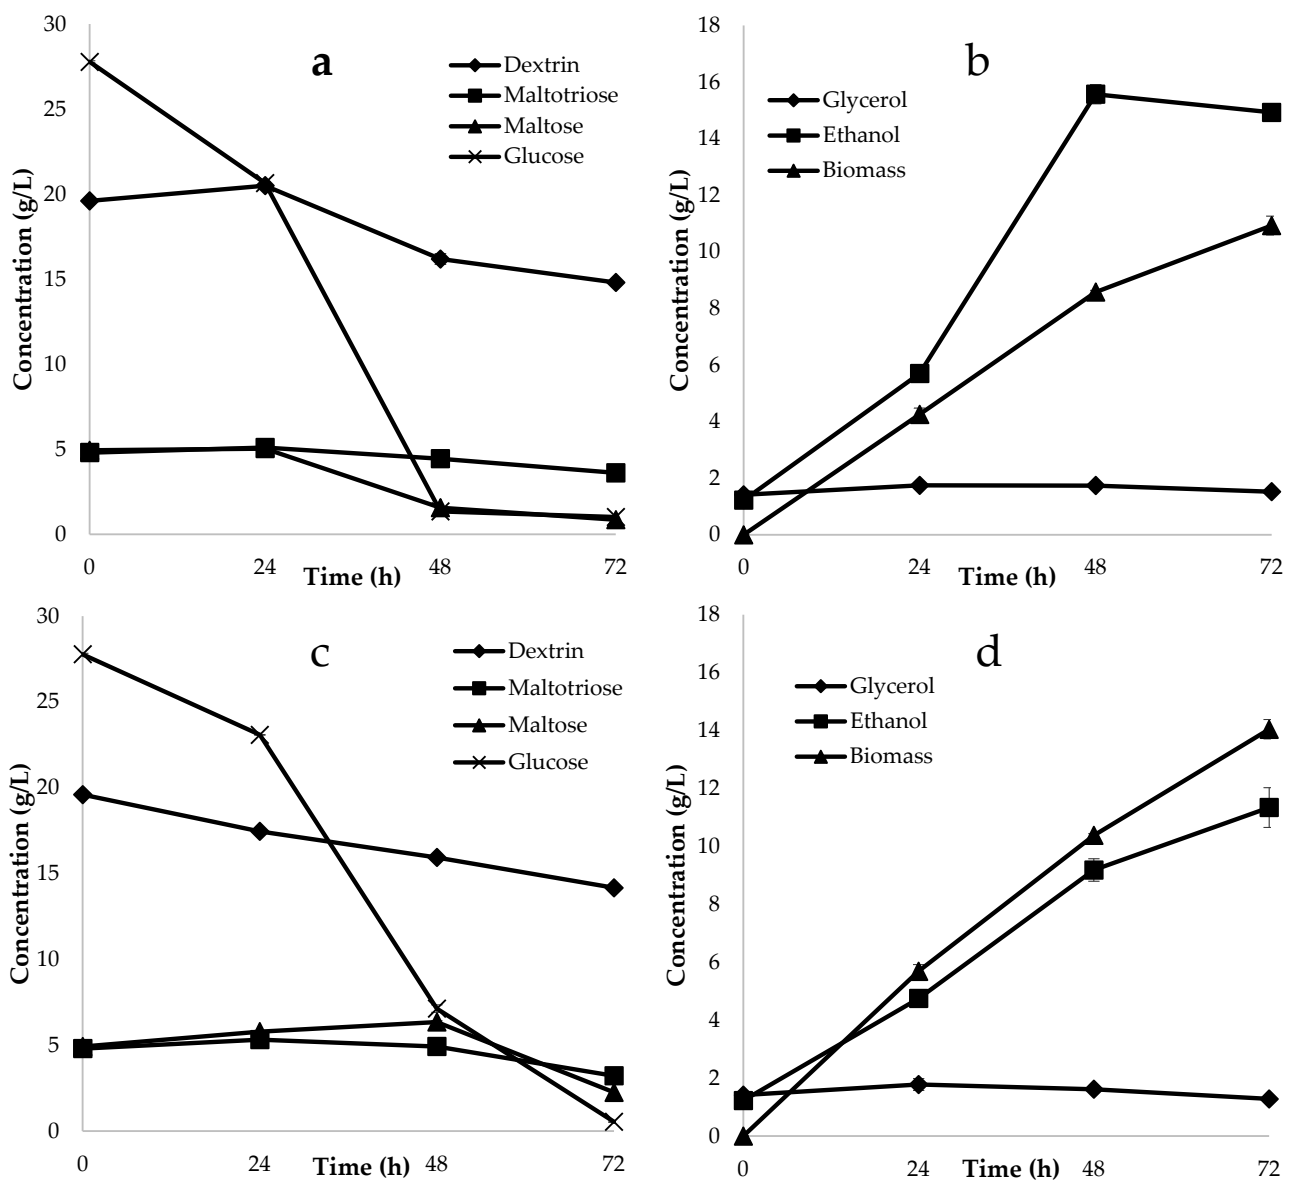 a
Concentration (g/L)
30
25
20
15
10
5
0
Dextrin
Maltotriose
Maltose
Glucose
0 24 48 72
Time (h)
b
Concentration (g/L)
18
16
14
12
10
8
6
4
2
0
Glycerol
Ethanol
Biomass
0 24 48 72
Time (h)
c
Concentration (g/L)
30
25
20
15
10
5
0
Dextrin
Maltotriose
Maltose
Glucose
0 24 48 72
Time (h)
d
Concentration (g/L)
18
16
14
12
10
8
6
4
2
0
Glycerol
Ethanol
Biomass
0 24 48 72
Time (h)